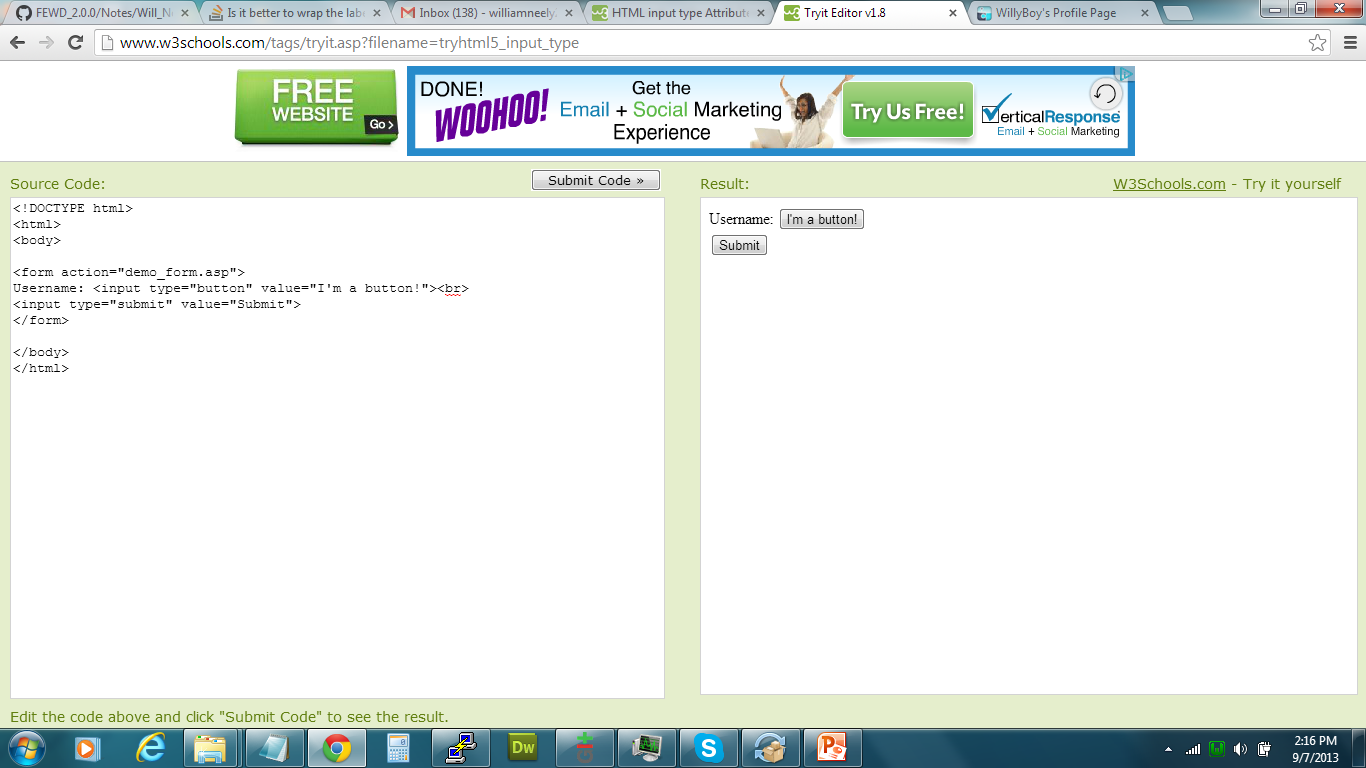 FEWD_2.0.0/Notes/Will_Ne
Is it better to wrap the labe
Inbox (138) - williamneely.
HTML input type Attribute
Tryit Editor v1.8
WillyBoy's Profile Page
www.w3schools.com/tags/tryit.asp?filename=tryhtml5_input_type
FREE
WEBSITE
Go >
DONE!
WOOHOO!
Get the
Email + Social Marketing
Experience
Try Us Free!
VerticalResponse
Email + Social Marketing
Source Code:
Submit Code »
Result:
W3Schools.com - Try it yourself
<!DOCTYPE html>
<html>
<body>
<form action="demo_form.asp">
Username: <input type="button" value="I'm a button!"><br>
<input type="submit" value="Submit">
</form>
</body>
</html>
Username: I'm a button!
Submit
Edit the code above and click "Submit Code" to see the result.
Dw
2:16 PM
9/7/2013